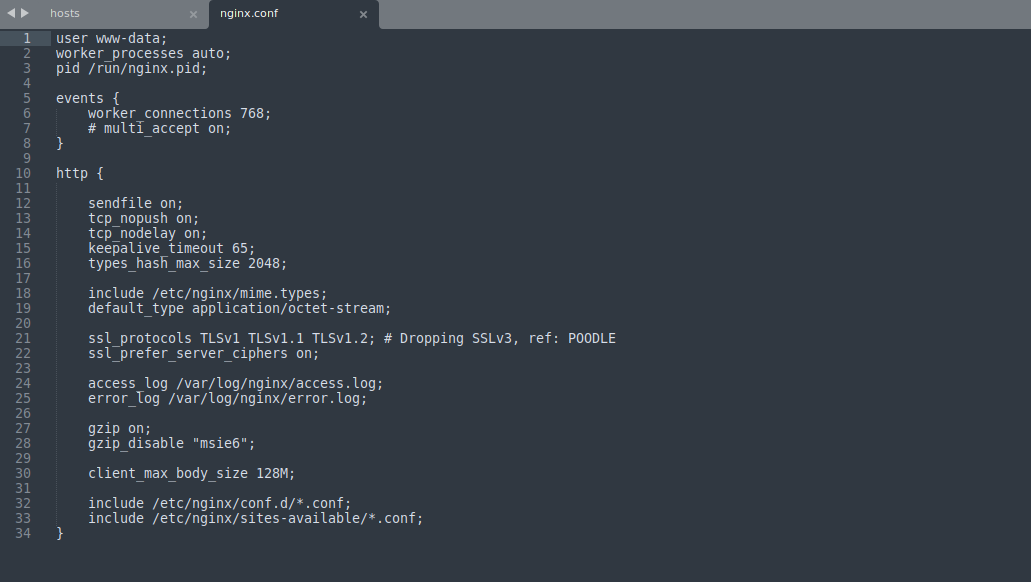 hosts
nginx.conf
1 user www-data;
2 worker_processes auto;
3 pid /run/nginx.pid;
4
5 events {
6 worker_connections 768;
7 # multi_accept on;
8 }
9
10 http {
11
12 sendfile on;
13 tcp_nopush on;
14 tcp_nodelay on;
15 keepalive_timeout 65;
16 types_hash_max_size 2048;
17
18 include /etc/nginx/mime.types;
19 default_type application/octet-stream;
20
21 ssl_protocols TLSv1 TLSv1.1 TLSv1.2; # Dropping SSLv3, ref: POODLE
22 ssl_prefer_server_ciphers on;
23
24 access_log /var/log/nginx/access.log;
25 error_log /var/log/nginx/error.log;
26
27 gzip on;
28 gzip_disable "msie6";
29
30 client_max_body_size 128M;
31
32 include /etc/nginx/conf.d/*.conf;
33 include /etc/nginx/sites-available/*.conf;
34 }